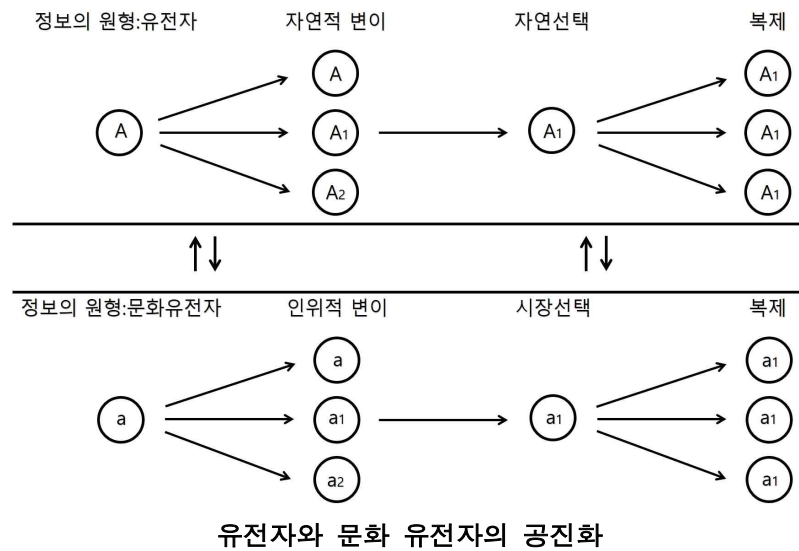 정보의 원형:유전자 자연적 변이 자연선택 복제
A A₁
A A₁ A₁ A₁
A₂ A₁
정보의 원형:문화유전자 인위적 변이 시장선택 복제
a a₁
a a₁ a₁ a₁
a₂ a₁
유전자와 문화 유전자의 공진화